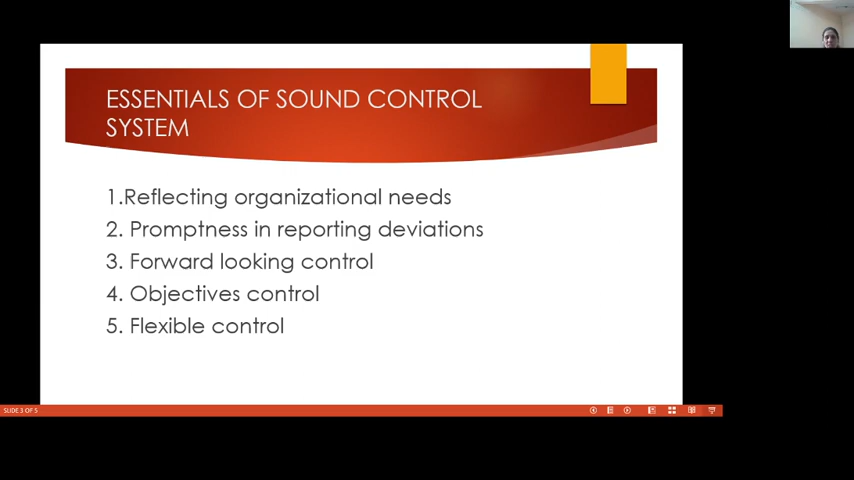 ESSENTIALS OF SOUND CONTROL
SYSTEM
1.Reflecting organizational needs
2. Promptness in reporting deviations
3. Forward looking control
4. Objectives control
5. Flexible control
SLIDE 3 OF 5